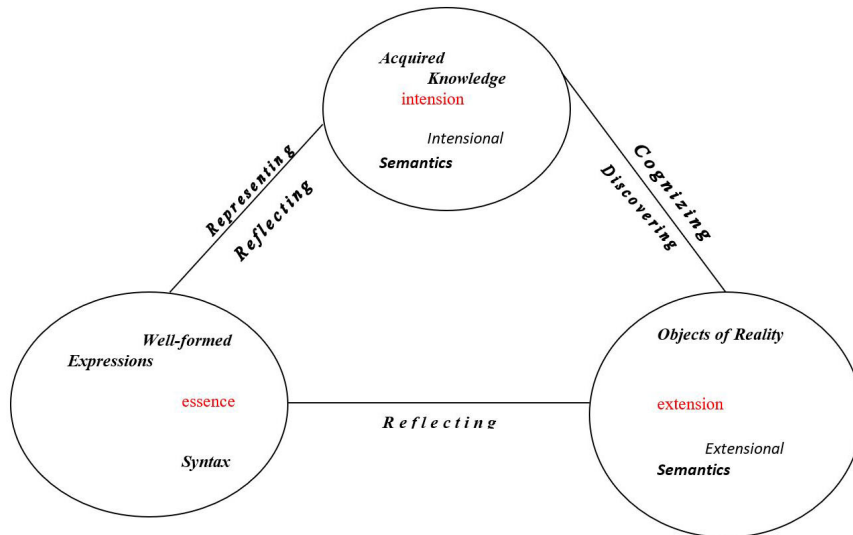 Acquired
Knowledge
intension
Intensional
Semantics
Representing
Reflecting
Cognizing
Discovering
Well-formed
Expressions
essence
Syntax
Reflecting
Objects of Reality
extension
Extensional
Semantics